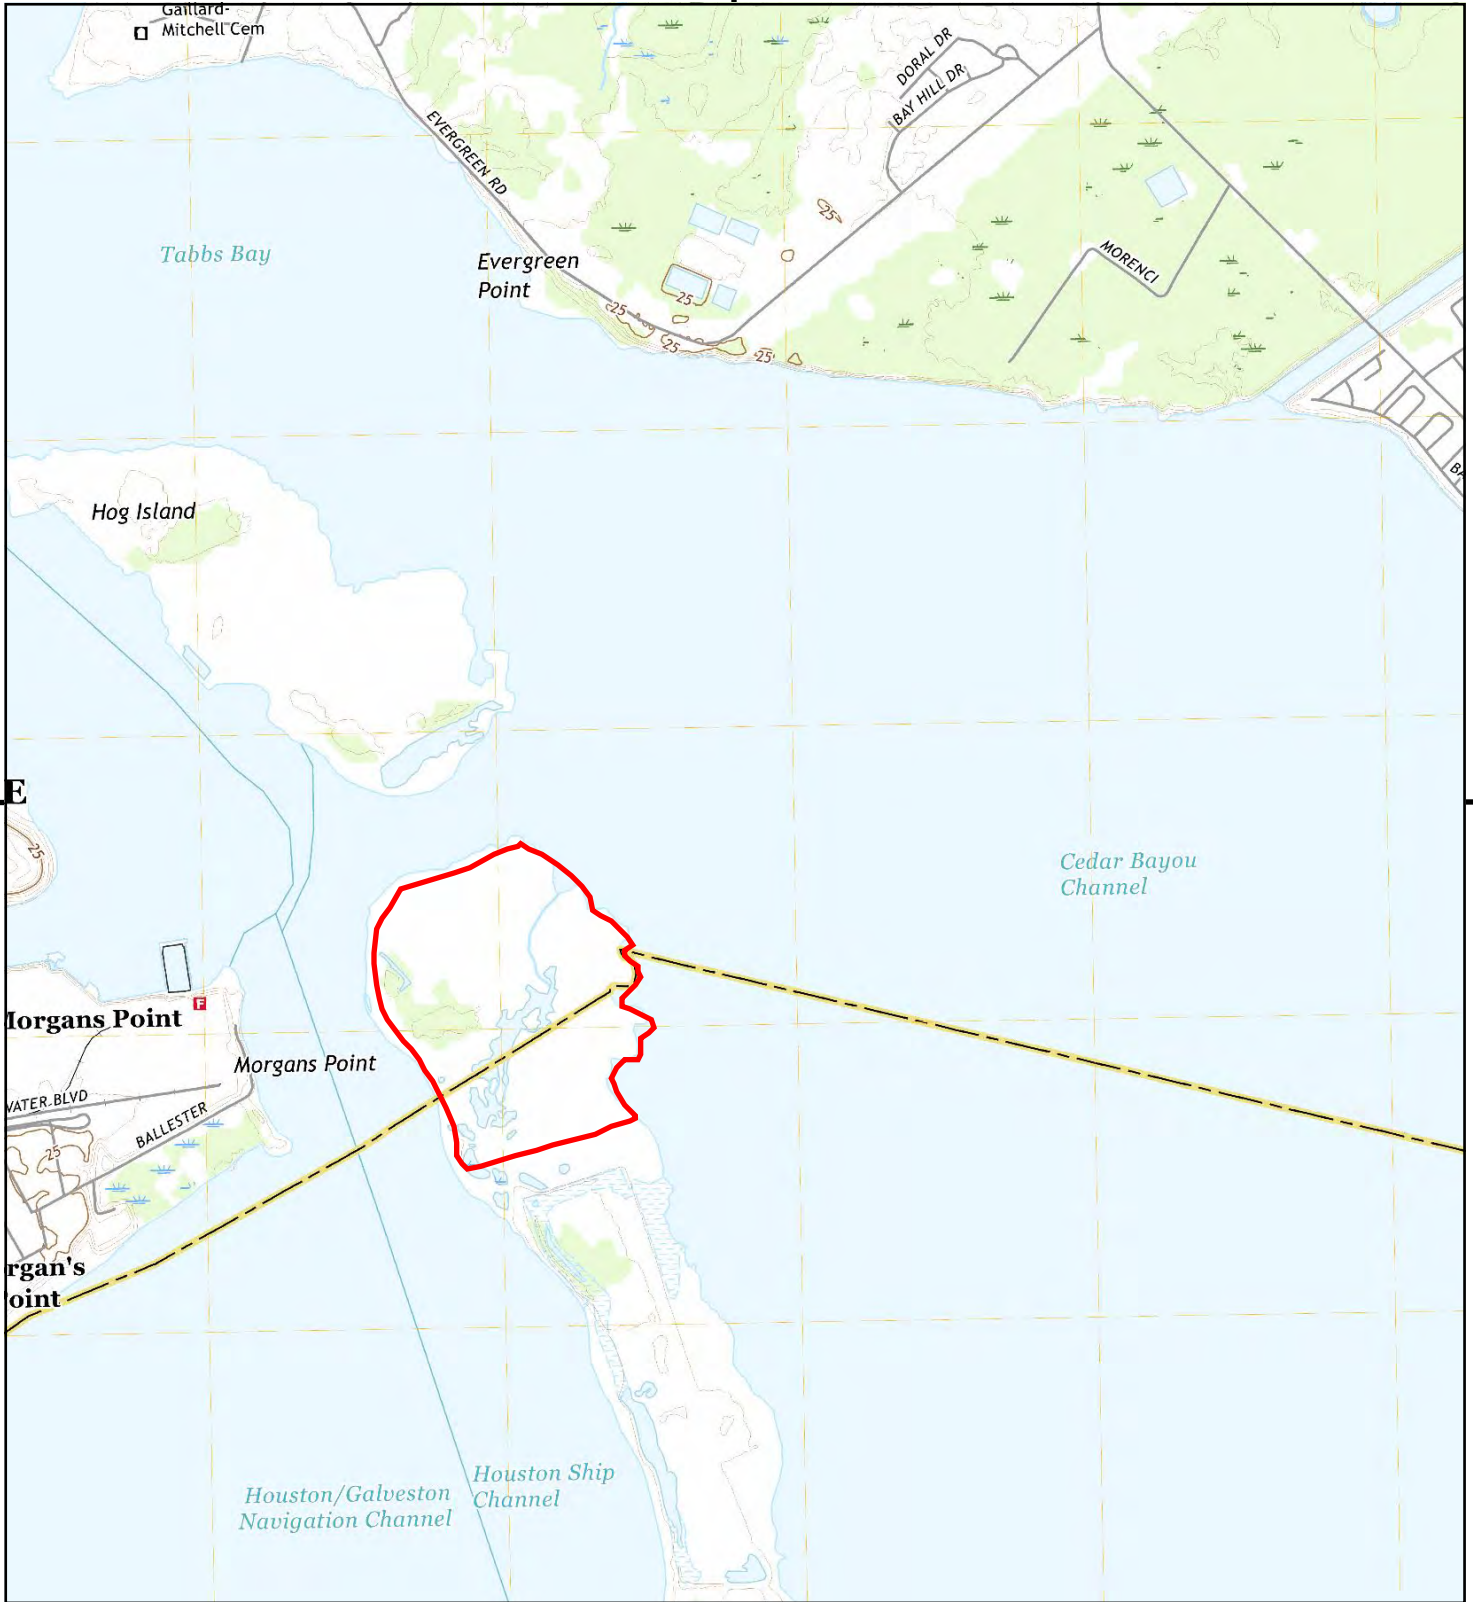 Gaillard-
Mitchell Cem
DORAL DR
BAY HILL DR
EVERGREEN RD
25
MORENCI
Tabbs Bay
Evergreen
Point
25
25
25
25
BA
Hog Island
E
25
Cedar Bayou
Channel
F
Morgans Point
Morgans Point
VATER BLVD
BALLESTER
25
rgan's
oint
Houston Ship
Channel
Houston/Galveston
Navigation Channel